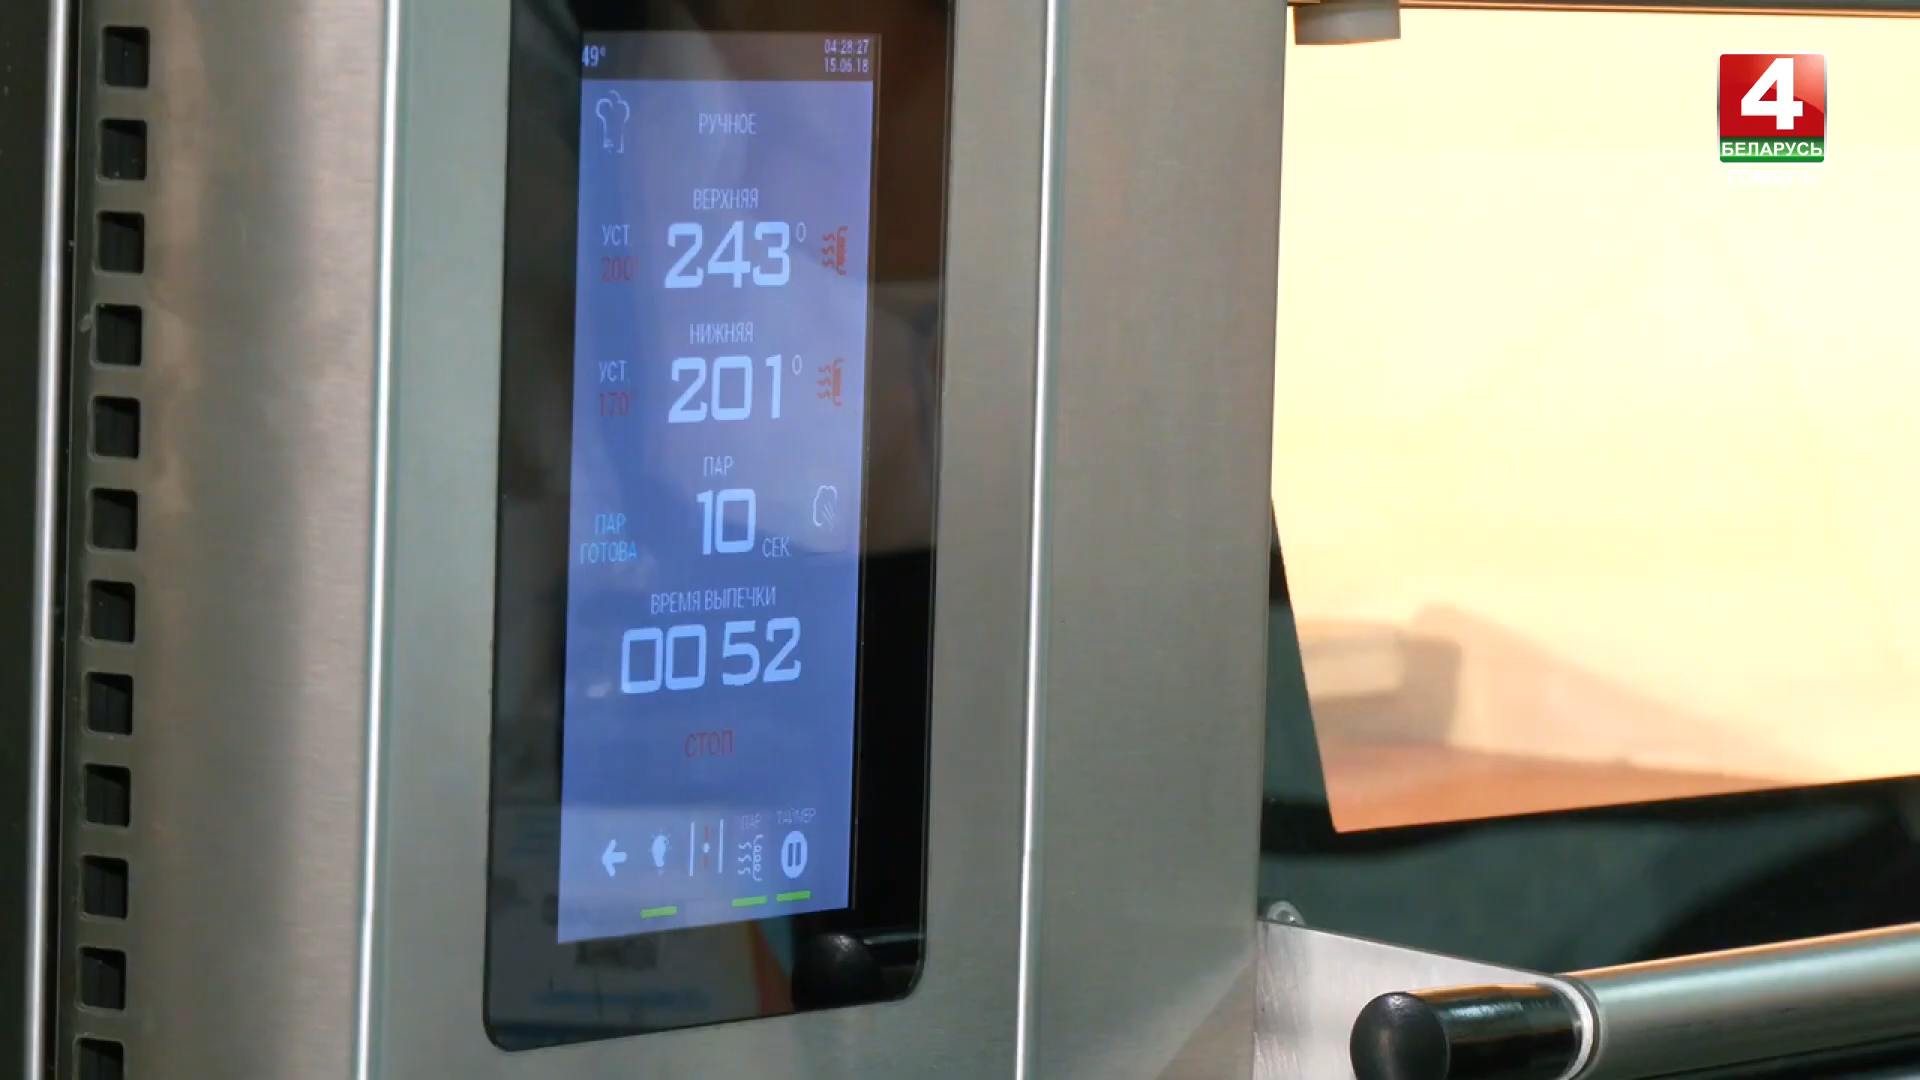 49°
04:28:27
15.06.18
РУЧНОЕ
ВЕРХНЯЯ
УСТ.
200°
243°
НИЖНЯЯ
УСТ.
170°
201°
ПАР
ПАР
ГОТОВА
10 СЕК.
ВРЕМЯ ВЫПЕЧКИ
00 52
СТОП
ПАР
ТАЙМЕР
4
БЕЛАРУСЬ